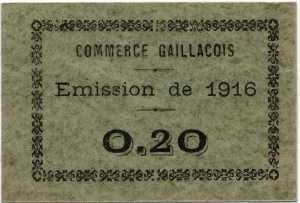 COMMERCE GAILLACOIS
Emission de 1916
0.20